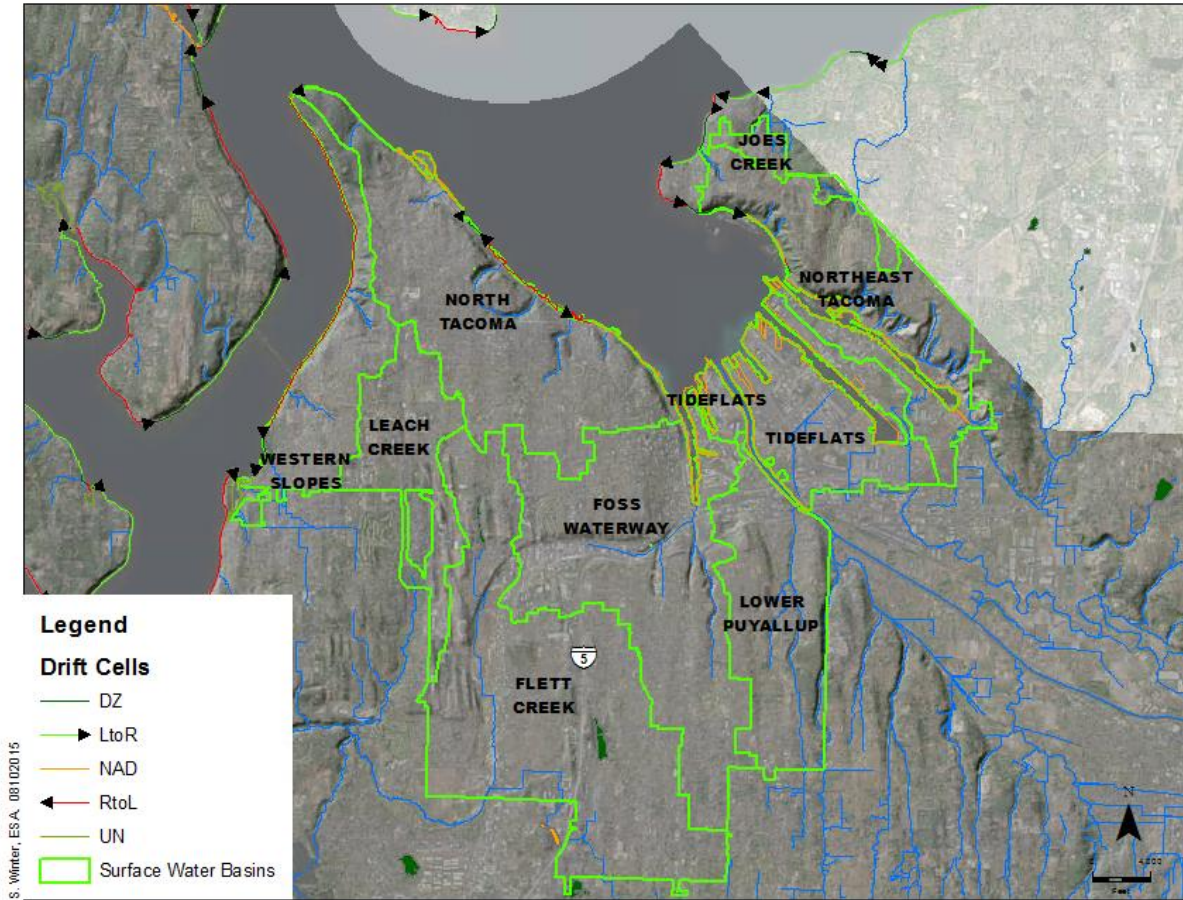 JOES
CREEK
NORTHEAST
TACOMA
NORTH
TACOMA
TIDEFLATS
TIDEFLATS
LEACH
CREEK
WESTERN
SLOPES
FOSS
WATERWAY
LOWER
PUYALLUP
5
FLETT
CREEK
Legend
Drift Cells
DZ
LtoR
NAD
RtoL
UN
Surface Water Basins
S. Winter, ESA. 08102015
N
Feet